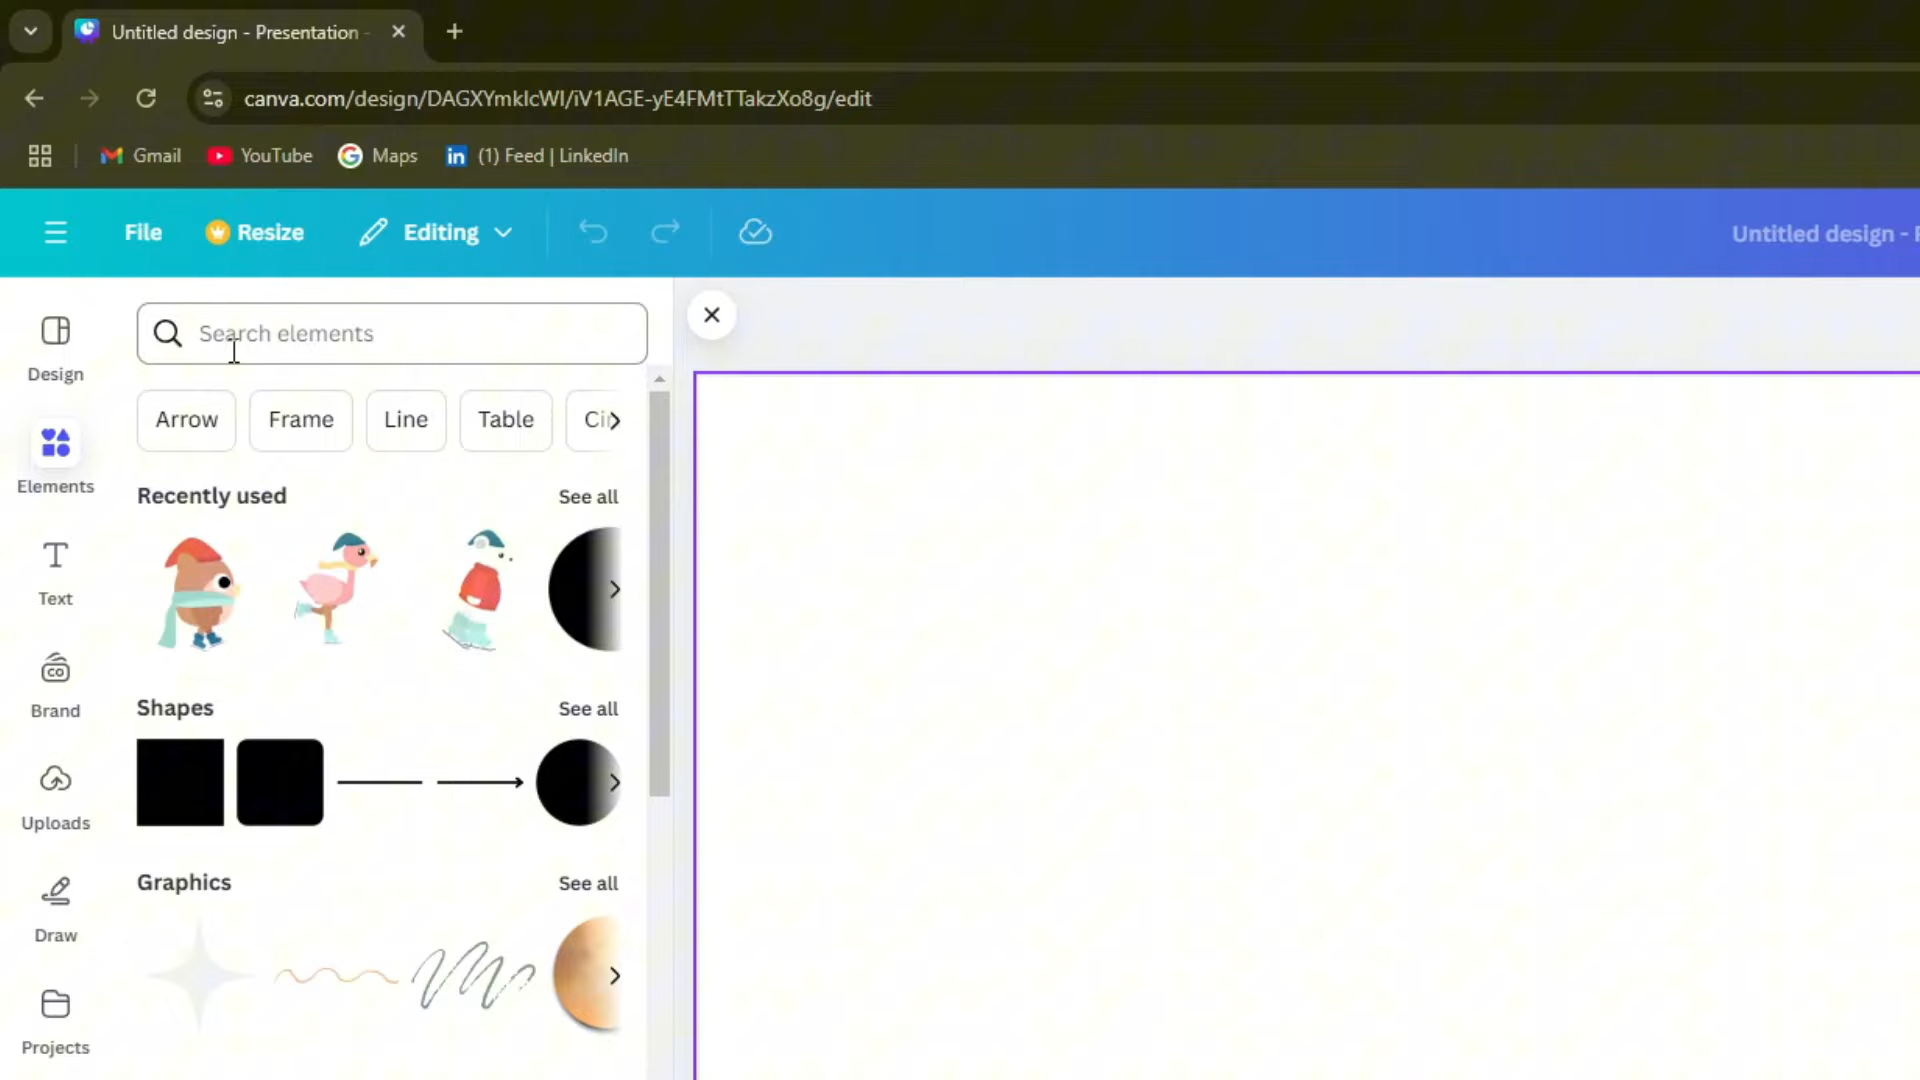 Untitled design - Presentation -
canva.com/design/DAGXYmklcWI/iV1AGE-yE4FMtTTakzXo8g/edit
Gmail YouTube Maps (1) Feed | LinkedIn
File Resize Editing Untitled design -
Search elements
Design
Arrow Frame Line Table
Elements
Recently used See all
Text
Brand
Shapes See all
Uploads
Graphics See all
Draw
Projects